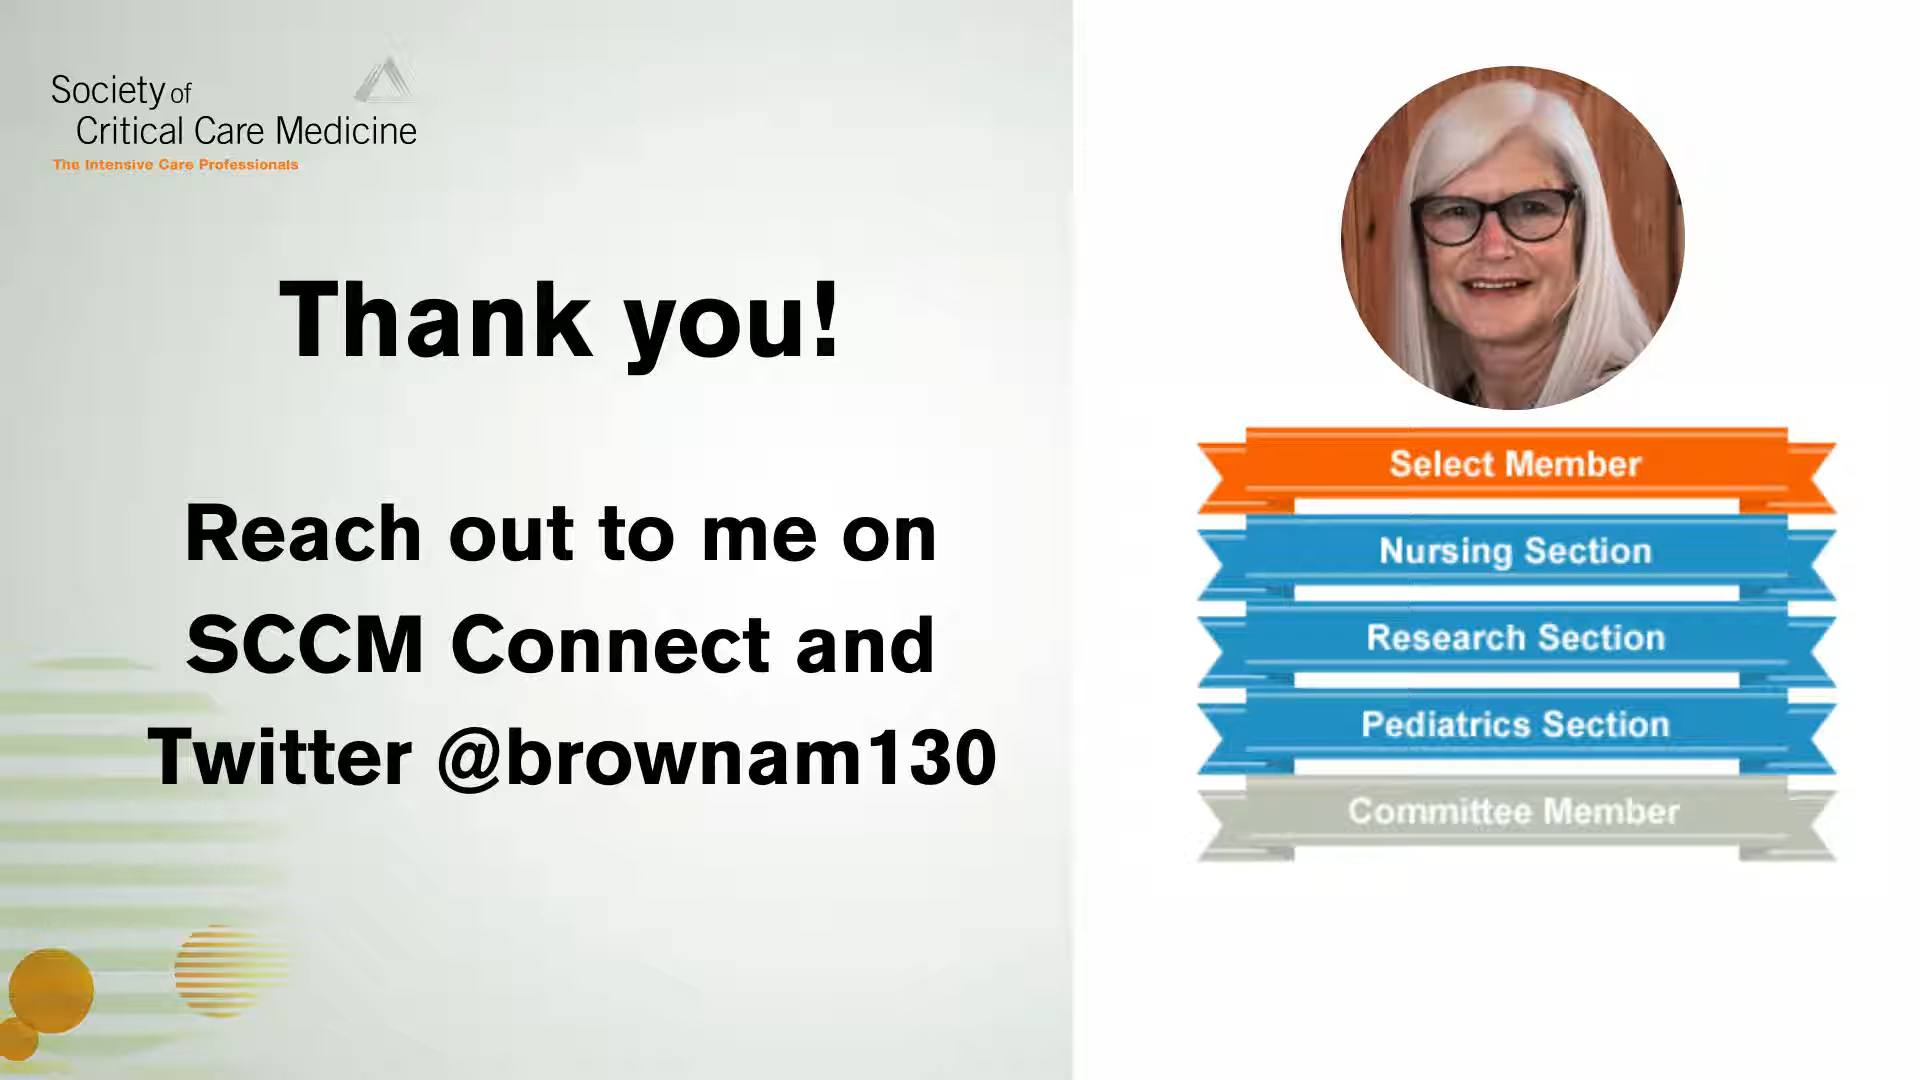 Society of
Critical Care Medicine
The Intensive Care Professionals
Thank you!
Reach out to me on
SCCM Connect and
Twitter @brownam130
Select Member
Nursing Section
Research Section
Pediatrics Section
Committee Member